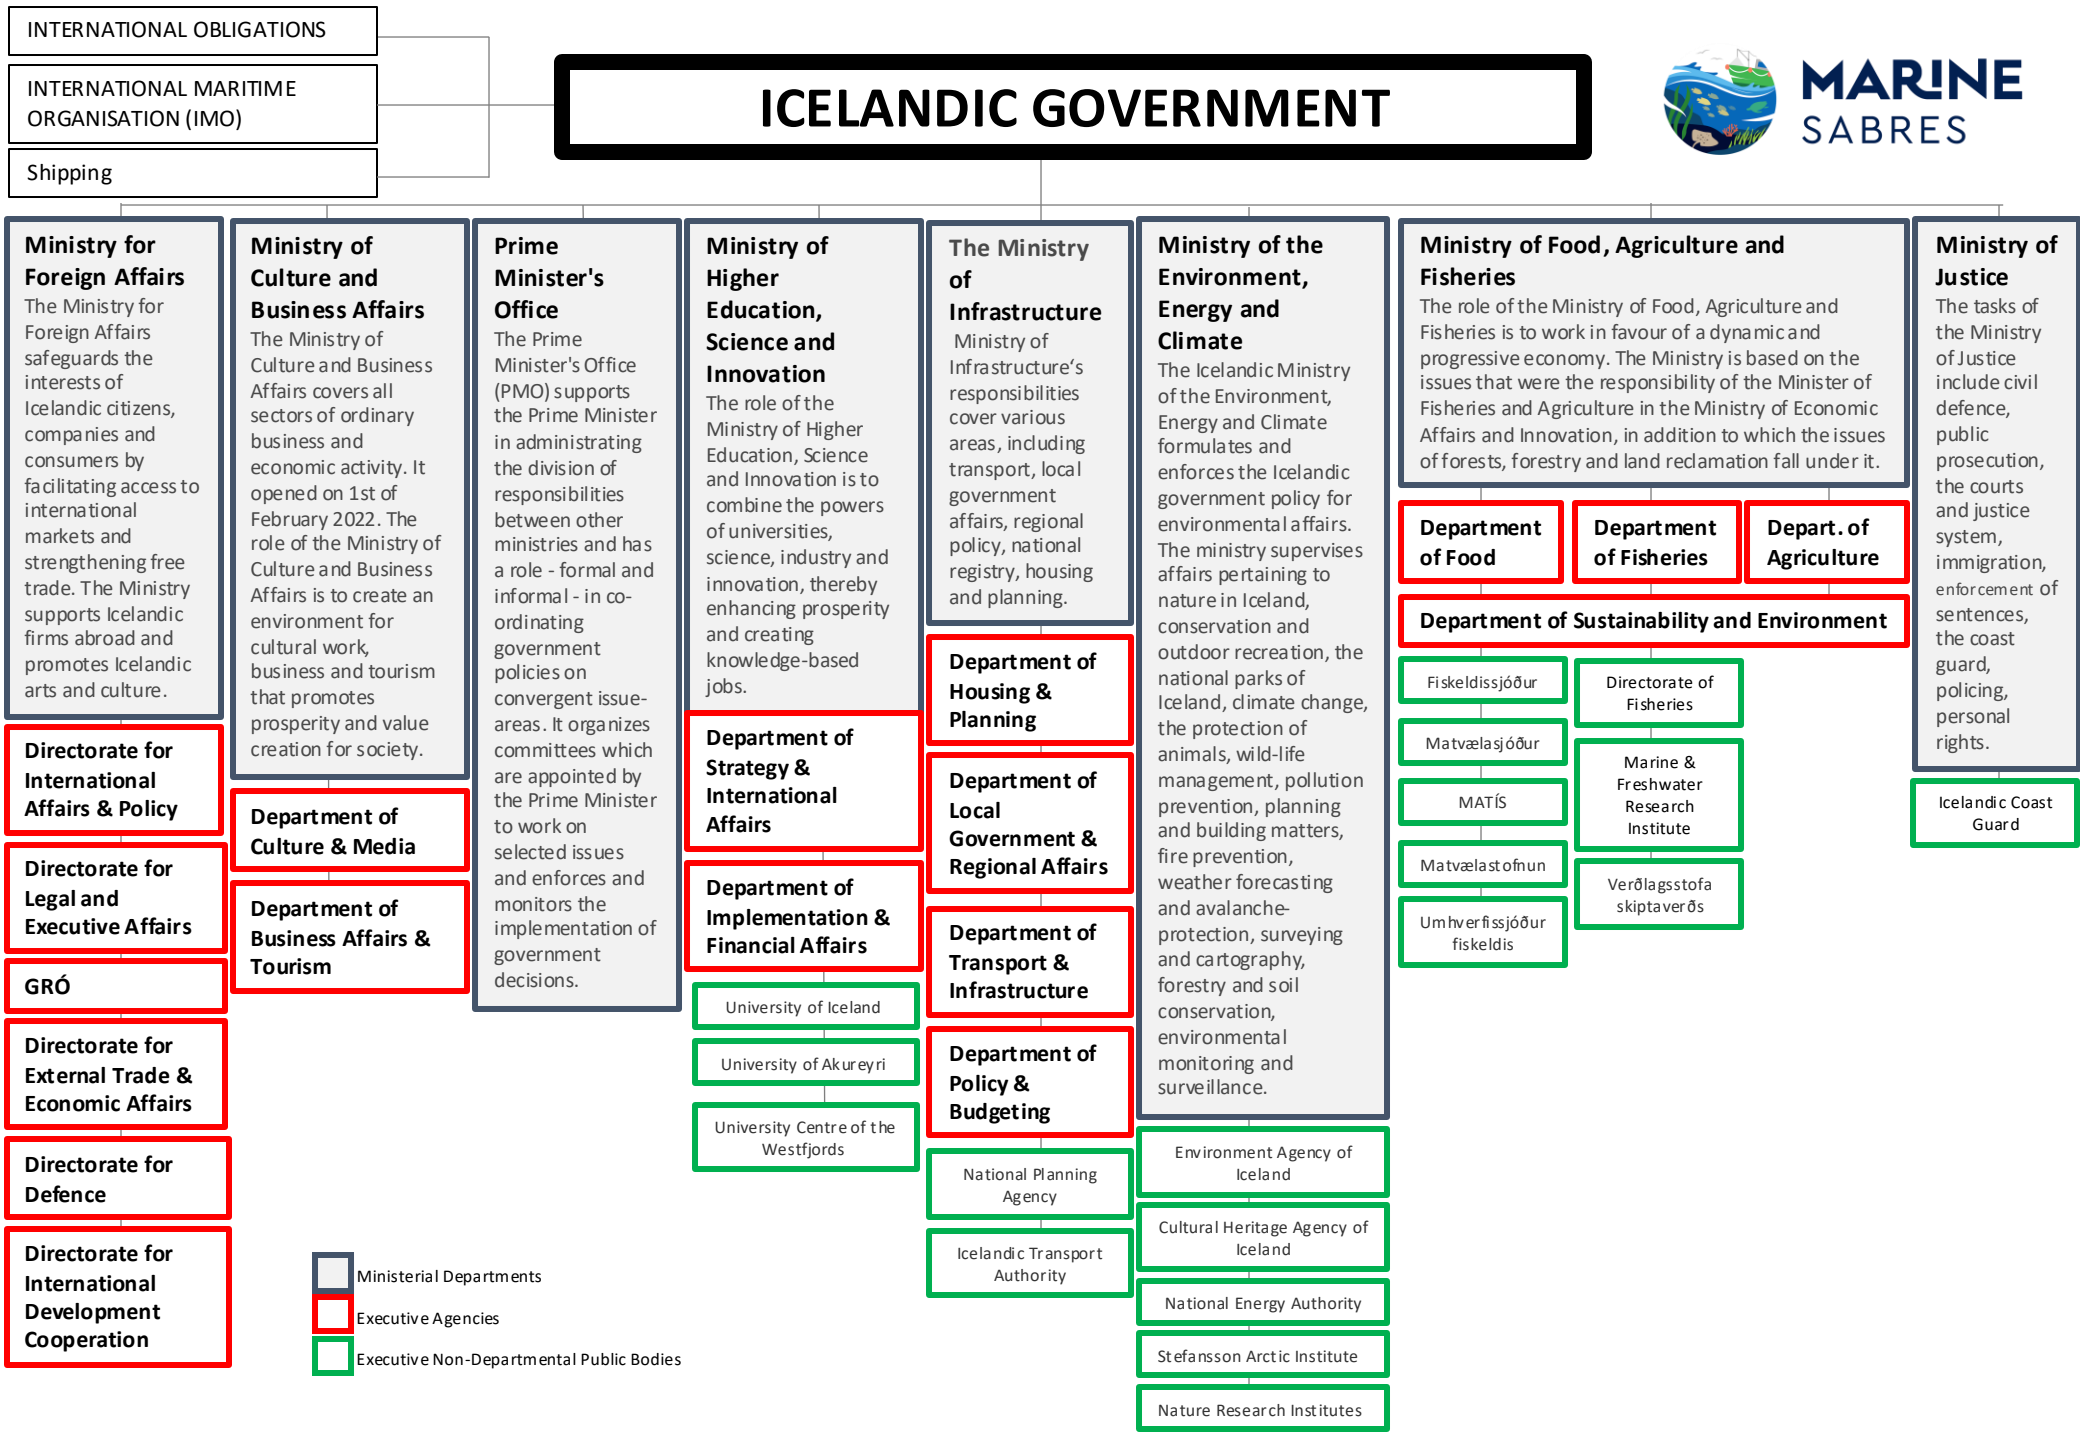 INTERNATIONAL OBLIGATIONS
INTERNATIONAL MARITIME
ORGANISATION (IMO)
Shipping
ICELANDIC GOVERNMENT
MARINE
SABRES
Ministry for
Foreign Affairs
The Ministry for
Foreign Affairs
safeguards the
interests of
Icelandic citizens,
companies and
consumers by
facilitating access to
international
markets and
strengthening free
trade. The Ministry
supports Icelandic
firms abroad and
promotes Icelandic
arts and culture.
Directorate for
International
Affairs & Policy
Directorate for
Legal and
Executive Affairs
GRÓ
Directorate for
External Trade &
Economic Affairs
Directorate for
Defence
Directorate for
International
Development
Cooperation
Ministry of
Culture and
Business Affairs
The Ministry of
Culture and Business
Affairs covers all
sectors of ordinary
business and
economic activity. It
opened on 1st of
February 2022. The
role of the Ministry of
Culture and Business
Affairs is to create an
environment for
cultural work,
business and tourism
that promotes
prosperity and value
creation for society.
Department of
Culture & Media
Department of
Business Affairs &
Tourism
Prime
Minister's
Office
The Prime
Minister's Office
(PMO) supports
the Prime Minister
in administrating
the division of
responsibilities
between other
ministries and has
a role - formal and
informal - in co-
ordinating
government
policies on
convergent issue-
areas. It organizes
committees which
are appointed by
the Prime Minister
to work on
selected issues
and enforces and
monitors the
implementation of
government
decisions.
Ministry of
Higher
Education,
Science and
Innovation
The role of the
Ministry of Higher
Education, Science
and Innovation is to
combine the powers
of universities,
science, industry and
innovation, thereby
enhancing prosperity
and creating
knowledge-based
jobs.
Department of
Strategy &
International
Affairs
Department of
Implementation &
Financial Affairs
University of Iceland
University of Akureyri
University Centre of the
Westfjords
The Ministry
of
Infrastructure
Ministry of
Infrastructure‘s
responsibilities
cover various
areas, including
transport, local
government
affairs, regional
policy, national
registry, housing
and planning.
Department of
Housing &
Planning
Department of
Local
Government &
Regional Affairs
Department of
Transport &
Infrastructure
Department of
Policy &
Budgeting
National Planning
Agency
Icelandic Transport
Authority
Ministry of the
Environment,
Energy and
Climate
The Icelandic Ministry
of the Environment,
Energy and Climate
formulates and
enforces the Icelandic
government policy for
environmental affairs.
The ministry supervises
affairs pertaining to
nature in Iceland,
conservation and
outdoor recreation, the
national parks of
Iceland, climate change,
the protection of
animals, wild-life
management, pollution
prevention, planning
and building matters,
fire prevention,
weather forecasting
and avalanche-
protection, surveying
and cartography,
forestry and soil
conservation,
environmental
monitoring and
surveillance.
Environment Agency of
Iceland
Cultural Heritage Agency of
Iceland
National Energy Authority
Stefansson Arctic Institute
Nature Research Institutes
Ministry of Food, Agriculture and
Fisheries
The role of the Ministry of Food, Agriculture and
Fisheries is to work in favour of a dynamic and
progressive economy. The Ministry is based on the
issues that were the responsibility of the Minister of
Fisheries and Agriculture in the Ministry of Economic
Affairs and Innovation, in addition to which the issues
of forests, forestry and land reclamation fall under it.
Department
of Food
Department
of Fisheries
Depart. of
Agriculture
Department of Sustainability and Environment
Fiskeldissjóður
Matvælasjóður
MATÍS
Matvælastofnun
Umhverfissjóður
fiskeldis
Directorate of
Fisheries
Marine &
Freshwater
Research
Institute
Verðlagsstofa
skiptaverðs
Ministry of
Justice
The tasks of
the Ministry
of Justice
include civil
defence,
public
prosecution,
the courts
and justice
system,
immigration,
enforcement of
sentences,
the coast
guard,
policing,
personal
rights.
Icelandic Coast
Guard
Ministerial Departments
Executive Agencies
Executive Non-Departmental Public Bodies